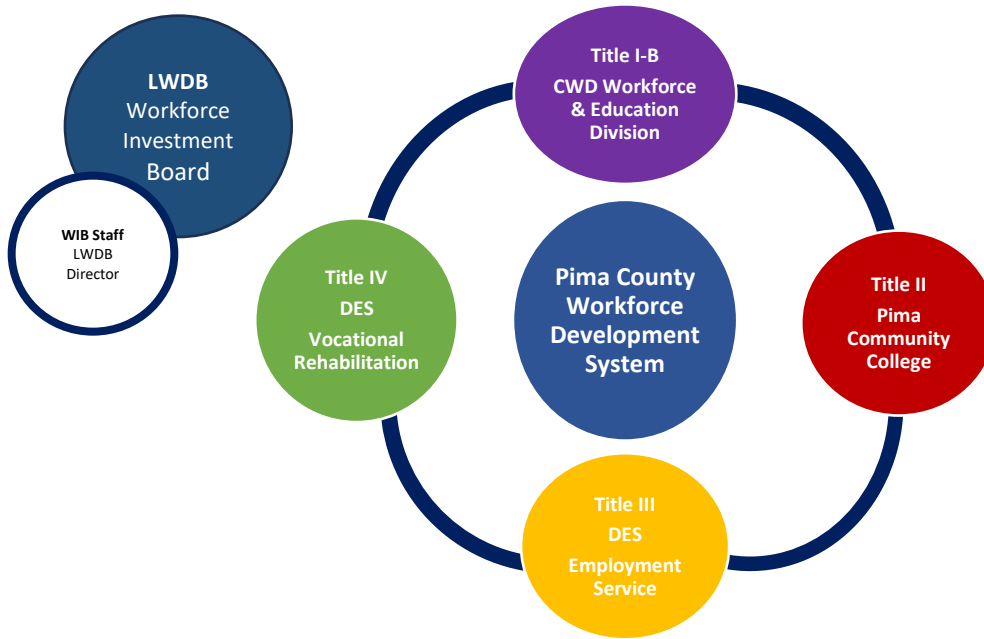 LWDB
Workforce
Investment
Board
WIB Staff
LWDB
Director
Title I-B
CWD Workforce
& Education
Division
Title IV
DES
Vocational
Rehabilitation
Pima County
Workforce
Development
System
Title II
Pima
Community
College
Title III
DES
Employment
Service